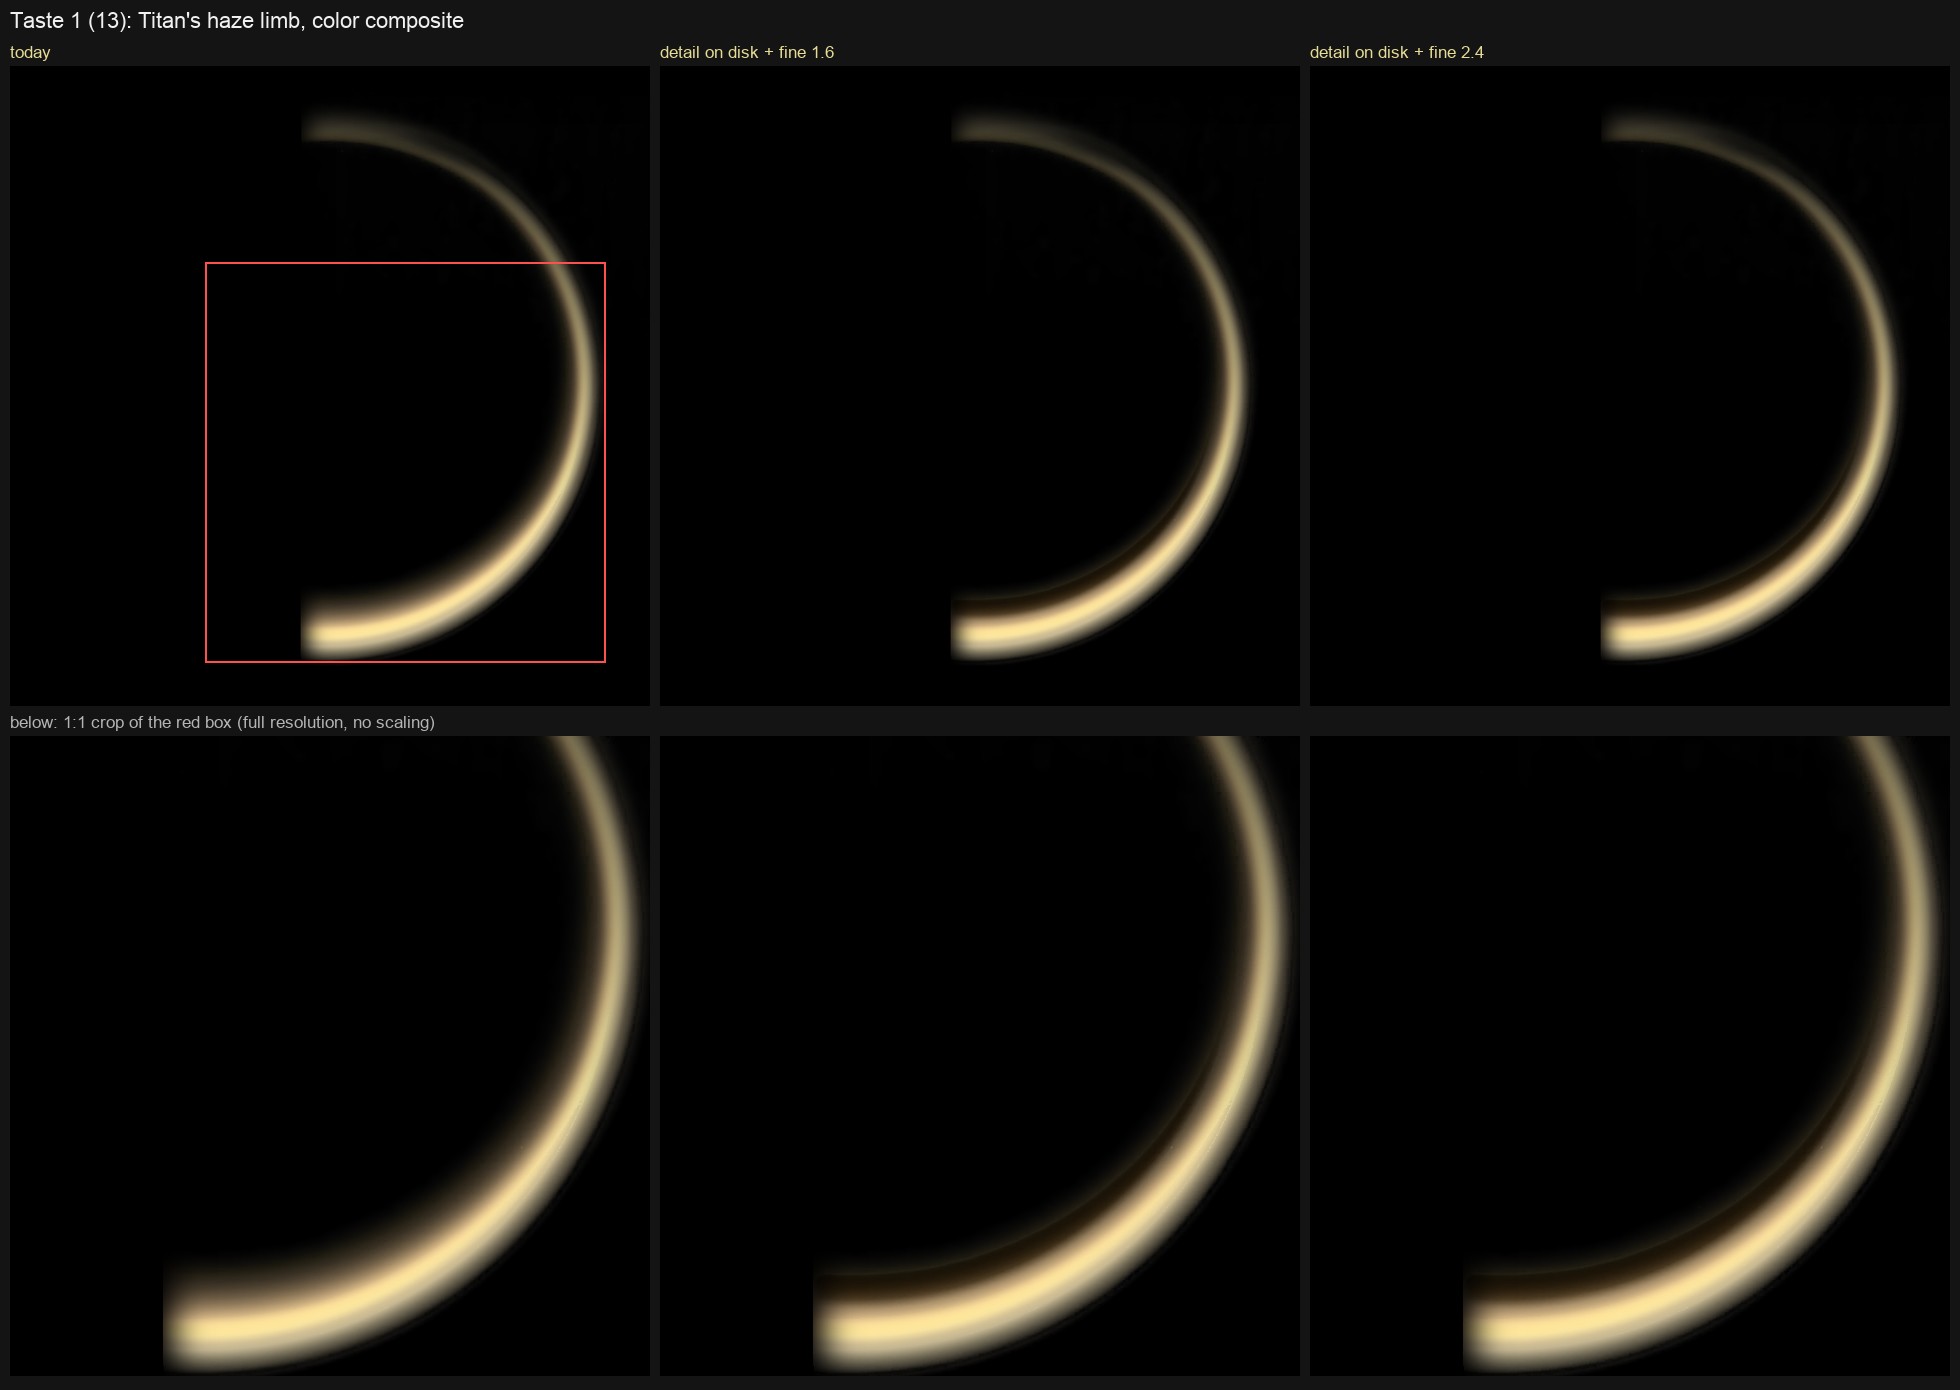 Taste 1 (13): Titan's haze limb, color composite
today
detail on disk + fine 1.6
detail on disk + fine 2.4
below: 1:1 crop of the red box (full resolution, no scaling)